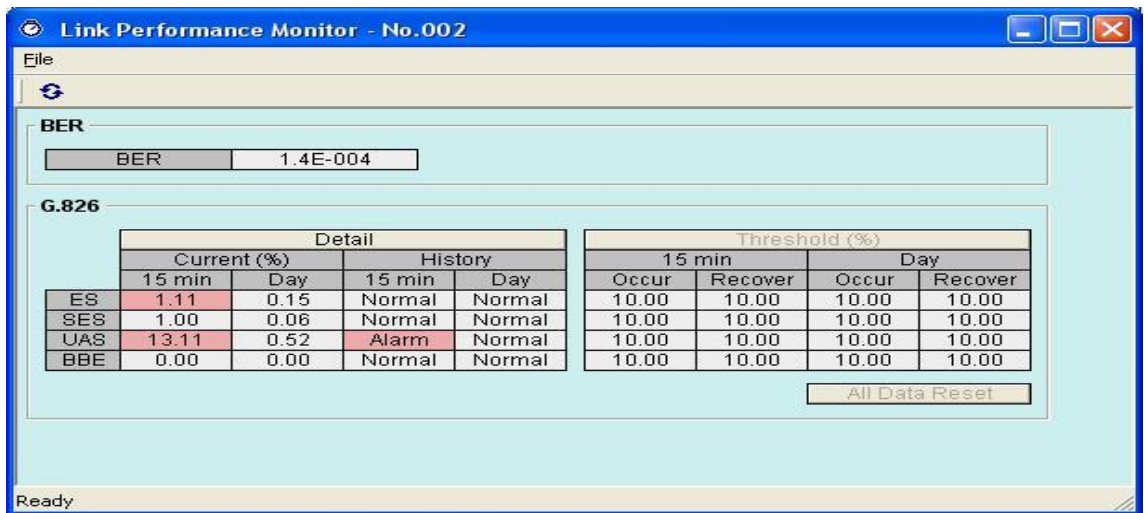 Link Performance Monitor - No.002
File
BER
BER 1.4E-004
G.826
Detail Threshold (%)
Current (%) History 15 min Day
15 min Day 15 min Day Occur Recover Occur Recover
ES 1.11 0.15 Normal Normal 10.00 10.00 10.00 10.00
SES 1.00 0.06 Normal Normal 10.00 10.00 10.00 10.00
UAS 13.11 0.52 Alarm Normal 10.00 10.00 10.00 10.00
BBE 0.00 0.00 Normal Normal 10.00 10.00 10.00 10.00
All Data Reset
Ready